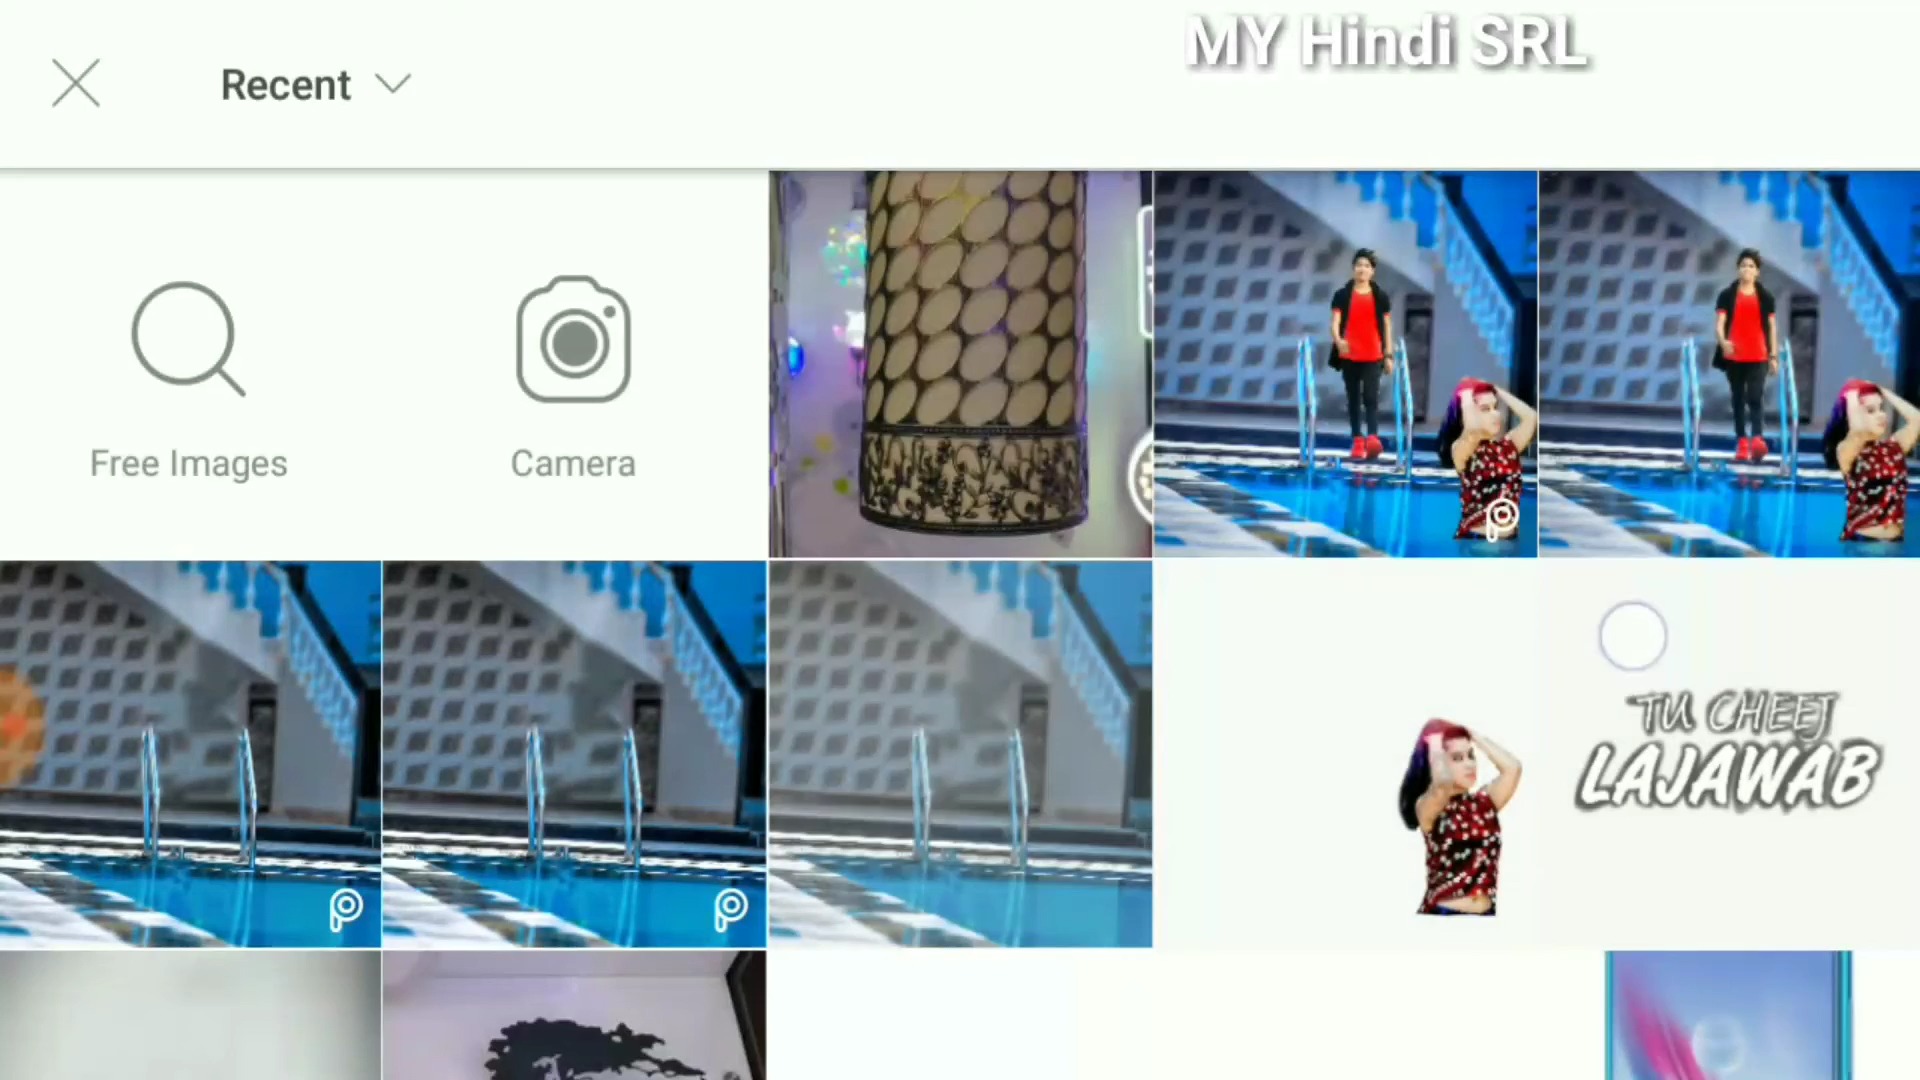 MY Hindi SRL
Recent
Free Images
Camera
TU CHEEJ
LAJAWAB